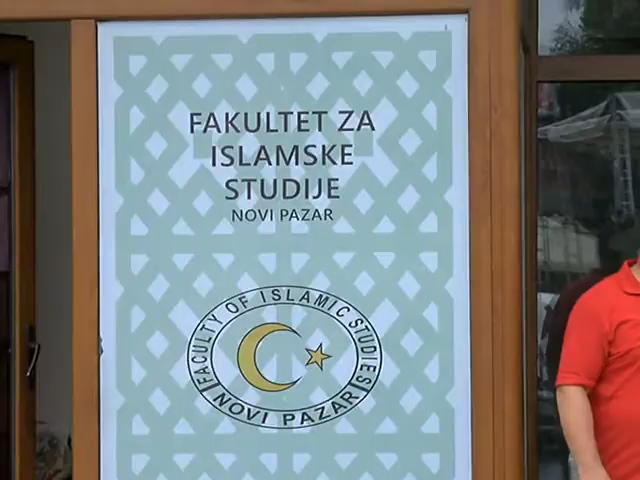 FAKULTET ZA
ISLAMSKE
STUDIJE
NOVI PAZAR
FACULTY OF ISLAMIC STUDIES
NOVI PAZAR